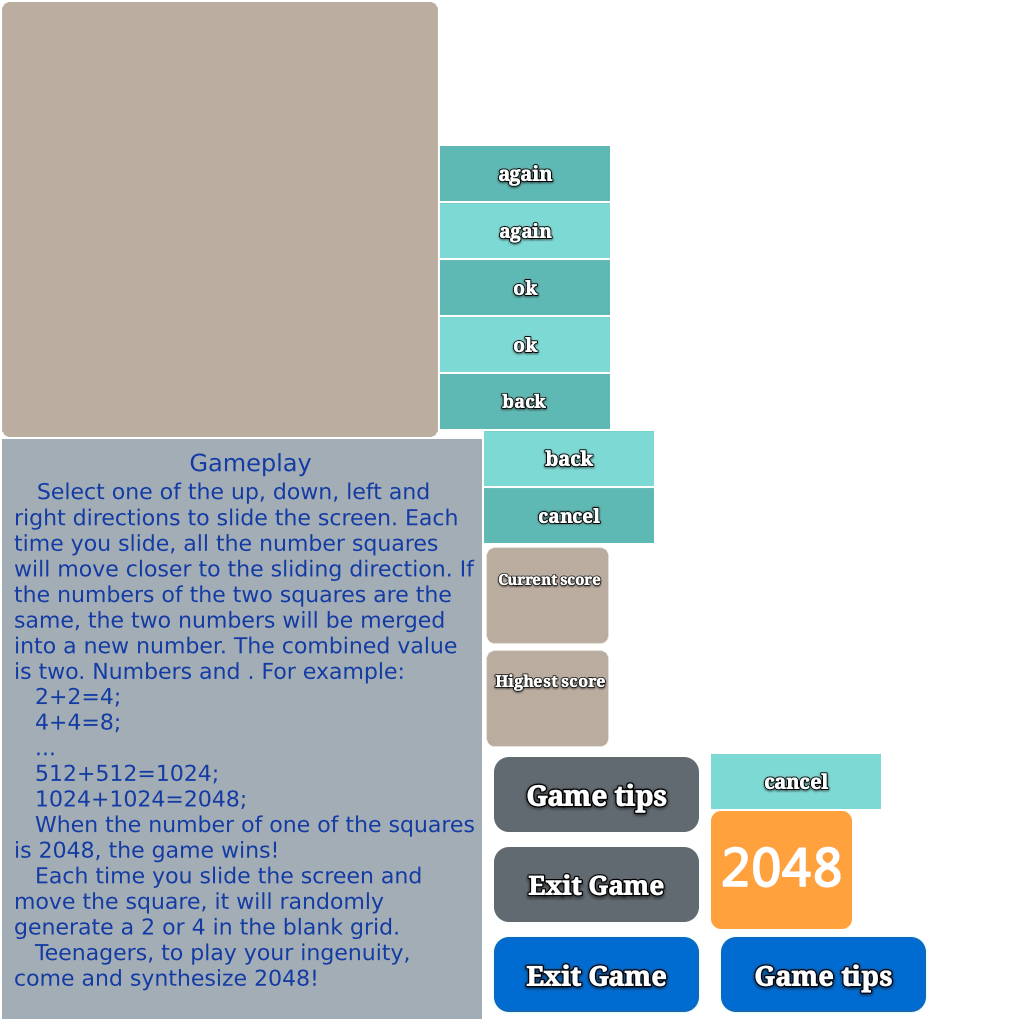 again
again
ok
ok
back
back
cancel
Current score
Highest score
Gameplay
Select one of the up, down, left and
right directions to slide the screen. Each
time you slide, all the number squares
will move closer to the sliding direction. If
the numbers of the two squares are the
same, the two numbers will be merged
into a new number. The combined value
is two. Numbers and . For example:
2+2=4;
4+4=8;
...
512+512=1024;
1024+1024=2048;
When the number of one of the squares
is 2048, the game wins!
Each time you slide the screen and
move the square, it will randomly
generate a 2 or 4 in the blank grid.
Teenagers, to play your ingenuity,
come and synthesize 2048!
Game tips
cancel
Exit Game
2048
Exit Game
Game tips